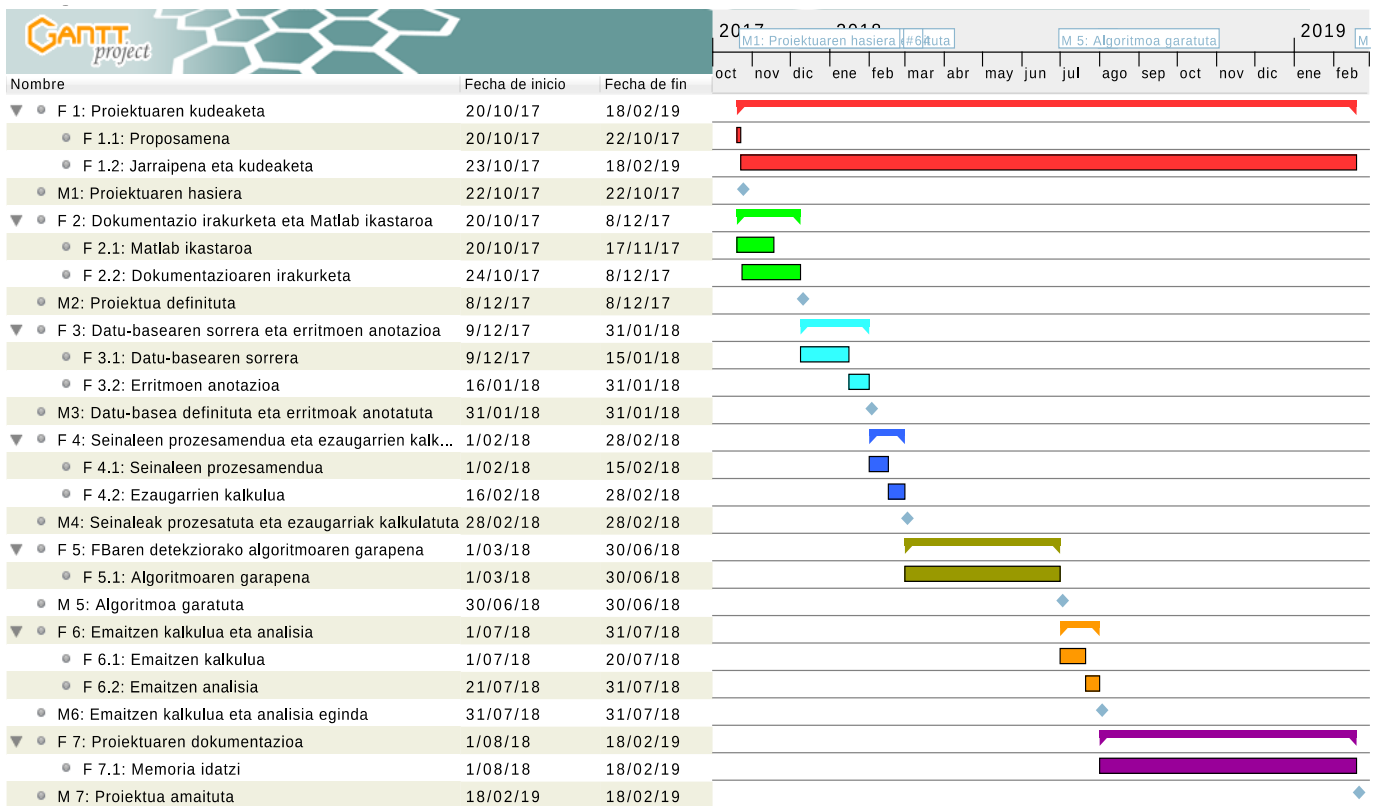 GANTT
project
2017 2018 2019
M1: Proiektuaren hasiera
M 5: Algoritmoa garatuta
M
oct nov dic ene feb mar abr may jun jul ago sep oct nov dic ene feb
Nombre Fecha de inicio Fecha de fin
F 1: Proiektuaren kudeaketa 20/10/17 18/02/19
F 1.1: Proposamena 20/10/17 22/10/17
F 1.2: Jarraipena eta kudeaketa 23/10/17 18/02/19
M1: Proiektuaren hasiera 22/10/17 22/10/17
F 2: Dokumentazio irakurketa eta Matlab ikastaroa 20/10/17 8/12/17
F 2.1: Matlab ikastaroa 20/10/17 17/11/17
F 2.2: Dokumentazioaren irakurketa 24/10/17 8/12/17
M2: Proiektua definituta 8/12/17 8/12/17
F 3: Datu-basearen sorrera eta erritmoen anotazioa 9/12/17 31/01/18
F 3.1: Datu-basearen sorrera 9/12/17 15/01/18
F 3.2: Erritmoen anotazioa 16/01/18 31/01/18
M3: Datu-basea definituta eta erritmoak anotatuta 31/01/18 31/01/18
F 4: Seinaleen prozesamendua eta ezaugarrien kalk... 1/02/18 28/02/18
F 4.1: Seinaleen prozesamendua 1/02/18 15/02/18
F 4.2: Ezaugarrien kalkulua 16/02/18 28/02/18
M4: Seinaleak prozesatuta eta ezaugarriak kalkulatuta 28/02/18 28/02/18
F 5: FBaren detekziorako algoritmoaren garapena 1/03/18 30/06/18
F 5.1: Algoritmoaren garapena 1/03/18 30/06/18
M 5: Algoritmoa garatuta 30/06/18 30/06/18
F 6: Emaitzen kalkulua eta analisia 1/07/18 31/07/18
F 6.1: Emaitzen kalkulua 1/07/18 20/07/18
F 6.2: Emaitzen analisia 21/07/18 31/07/18
M6: Emaitzen kalkulua eta analisia eginda 31/07/18 31/07/18
F 7: Proiektuaren dokumentazioa 1/08/18 18/02/19
F 7.1: Memoria idatzi 1/08/18 18/02/19
M 7: Proiektua amaituta 18/02/19 18/02/19